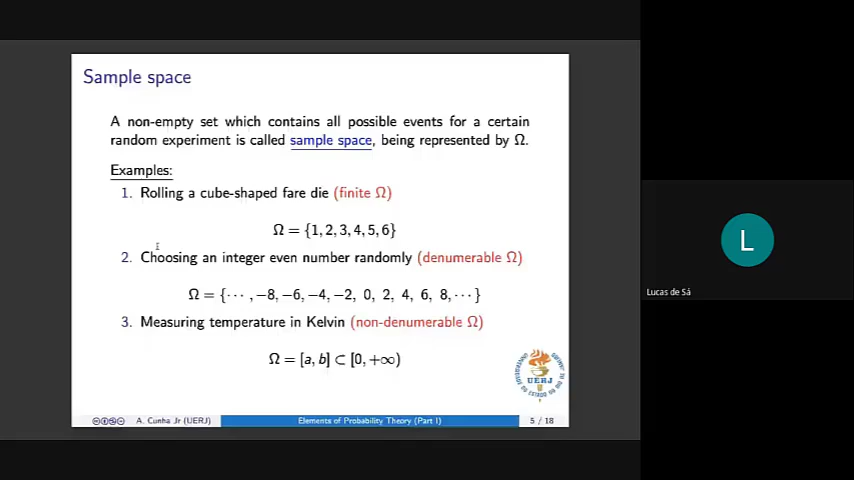 Sample space
A non-empty set which contains all possible events for a certain
random experiment is called sample space, being represented by Ω.
Examples:
1. Rolling a cube-shaped fare die (finite Ω)
Ω = {1, 2, 3, 4, 5, 6}
2. Choosing an integer even number randomly (denumerable Ω)
Ω = {··· , −8, −6, −4, −2, 0, 2, 4, 6, 8, ···}
3. Measuring temperature in Kelvin (non-denumerable Ω)
Ω = [a, b] ⊂ [0, +∞)
UERJ
A. Cunha Jr (UERJ)
Elements of Probability Theory (Part I)
5 / 18
L
Lucas de Sá